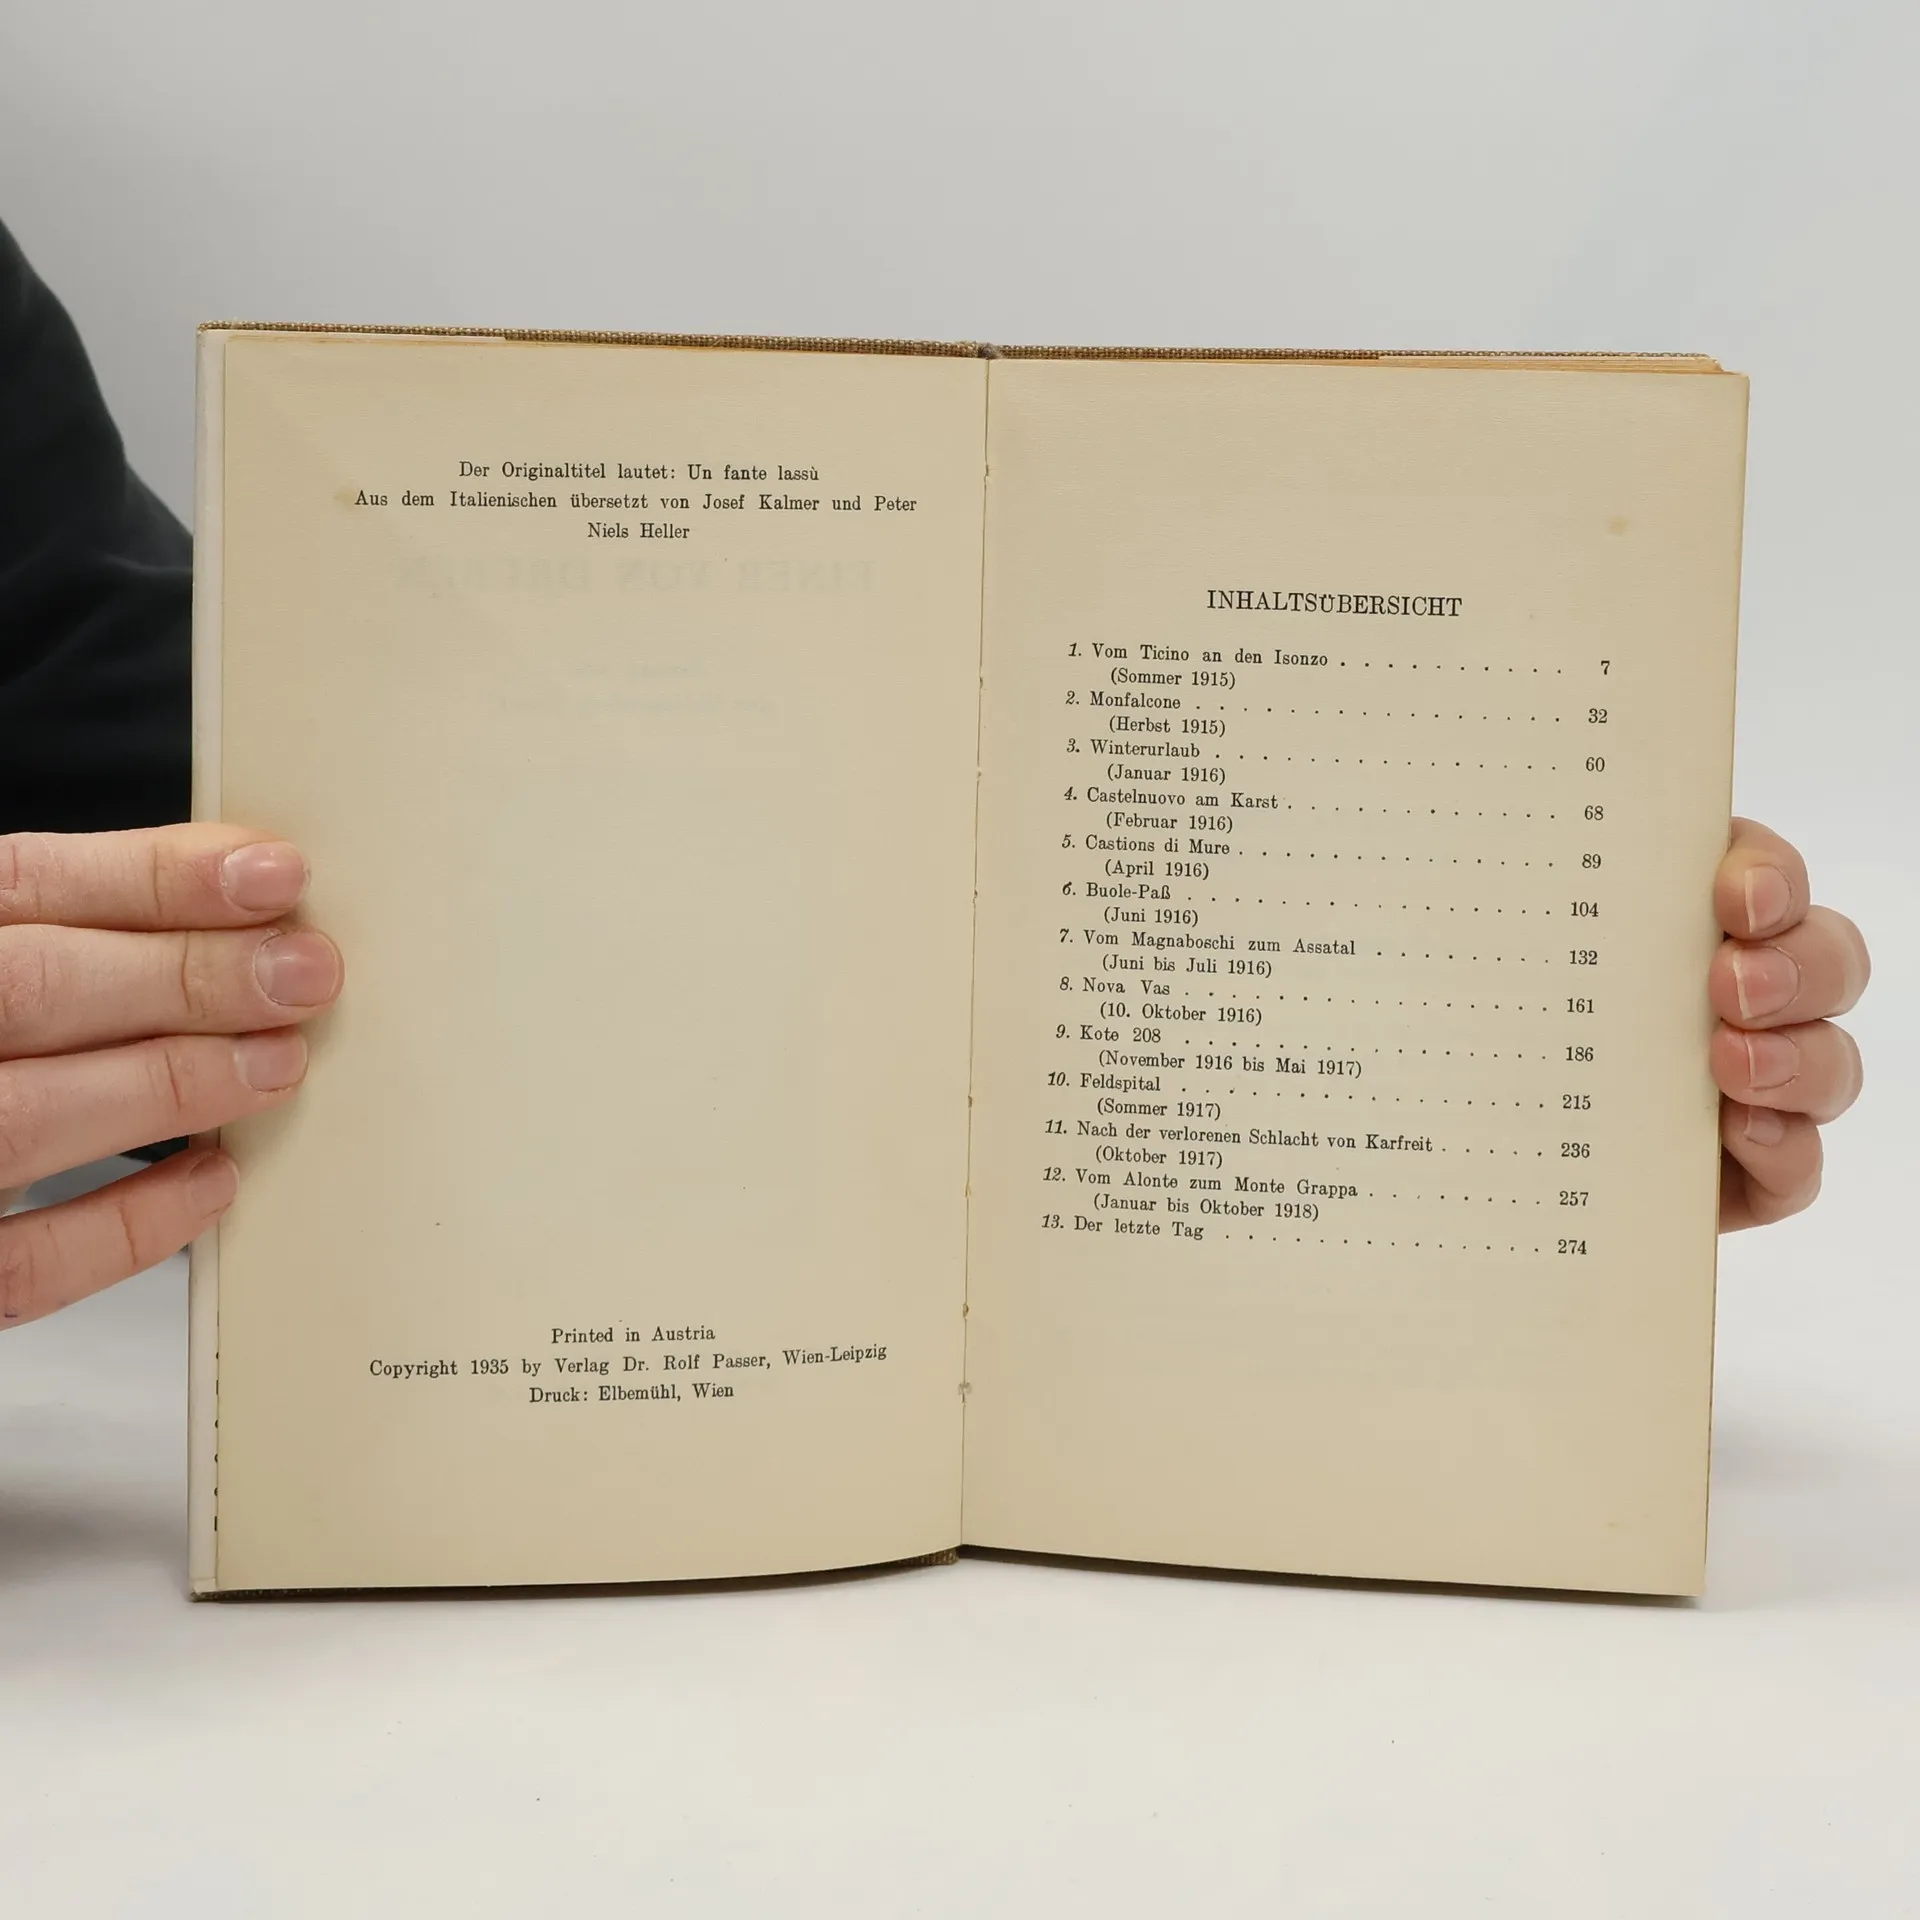 Der Originaltitel lautet: Un fante lassù
Aus dem Italienischen übersetzt von Josef Kalmer und Peter
Niels Heller
Printed in Austria
Copyright 1935 by Verlag Dr. Rolf Passer, Wien-Leipzig
Druck: Elbemühl, Wien
INHALTSÜBERSICHT
1. Vom Ticino an den Isonzo . . . . . . . . . . 7
(Sommer 1915)
2. Monfalcone . . . . . . . . . . . . . . . . 32
(Herbst 1915)
3. Winterurlaub . . . . . . . . . . . . . . . 60
(Januar 1916)
4. Castelnuovo am Karst . . . . . . . . . . . . 68
(Februar 1916)
5. Castions di Mure . . . . . . . . . . . . . . 89
(April 1916)
6. Buole-Paß . . . . . . . . . . . . . . . . 104
(Juni 1916)
7. Vom Magnaboschi zum Assatal . . . . . . . . 132
(Juni bis Juli 1916)
8. Nova Vas . . . . . . . . . . . . . . . . 161
(10. Oktober 1916)
9. Kote 208 . . . . . . . . . . . . . . . . 186
(November 1916 bis Mai 1917)
10. Feldspital . . . . . . . . . . . . . . . . 215
(Sommer 1917)
11. Nach der verlorenen Schlacht von Karfreit . . . . . 236
(Oktober 1917)
12. Vom Alonte zum Monte Grappa . . . . . . . . 257
(Januar bis Oktober 1918)
13. Der letzte Tag . . . . . . . . . . . . . . 274